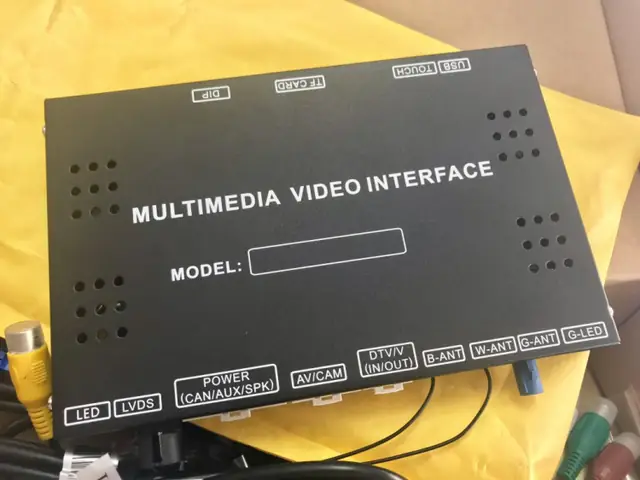 USB
TOUCH
TF CARD
DIP
MULTIMEDIA VIDEO INTERFACE
MODEL:
LED
LVDS
POWER
(CAN/AUX/SPK)
AV/CAM
DTV/V
(IN/OUT)
B-ANT
W-ANT
G-ANT
G-LED